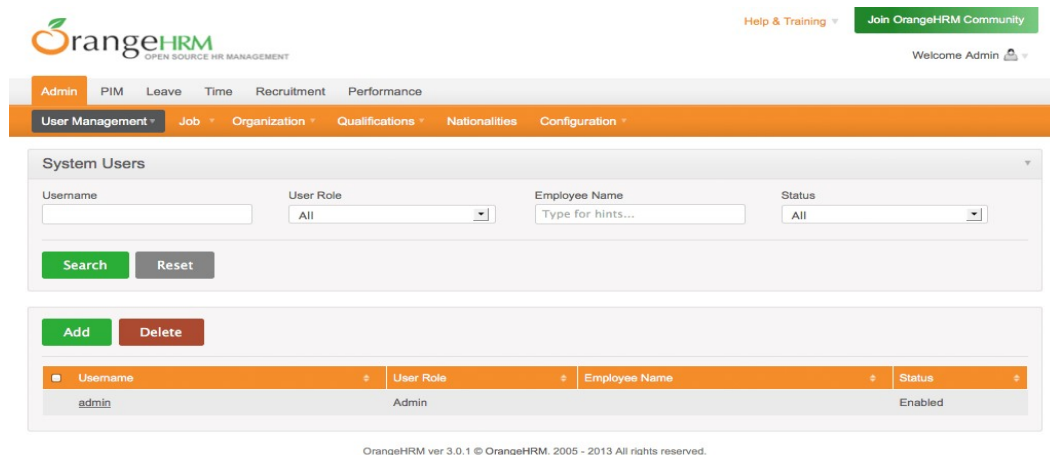 Help & Training
Join OrangeHRM Community
OrangeHRM
OPEN SOURCE HR MANAGEMENT
Welcome Admin
Admin PIM Leave Time Recruitment Performance
User Management Job Organization Qualifications Nationalities Configuration
System Users
Username User Role Employee Name Status
All Type for hints... All
Search Reset
Add Delete
Username User Role Employee Name Status
admin Admin Enabled
OrangeHRM ver 3.0.1 © OrangeHRM. 2005 - 2013 All rights reserved.